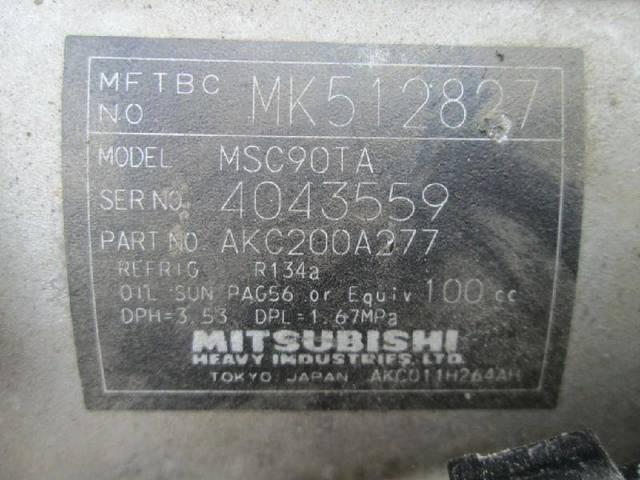 MFTBC NO MK512827
MODEL MSC90TA
SER NO. 4043559
PART NO. AKC200A277
REFRIG R134a
OIL SUN PAG56 or Equiv 100 cc
DPH=3.53 DPL=1.67MPa
MITSUBISHI
HEAVY INDUSTRIES, LTD.
TOKYO JAPAN AKC011H264AH